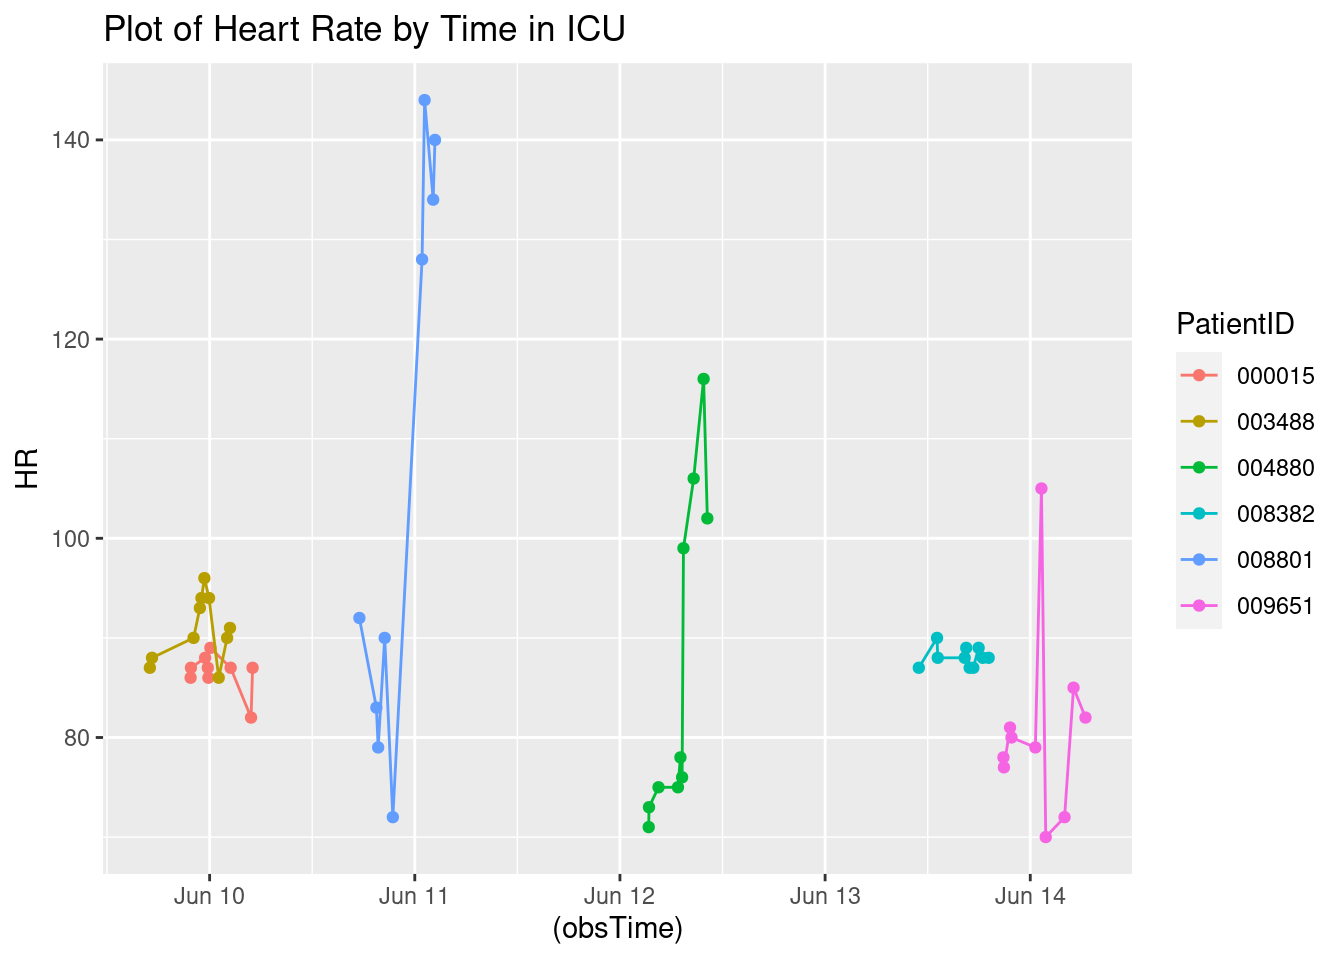 Plot of Heart Rate by Time in ICU
140
120
100
80
HR
Jun 10
Jun 11
Jun 12
Jun 13
Jun 14
(obsTime)
PatientID
000015
003488
004880
008382
008801
009651